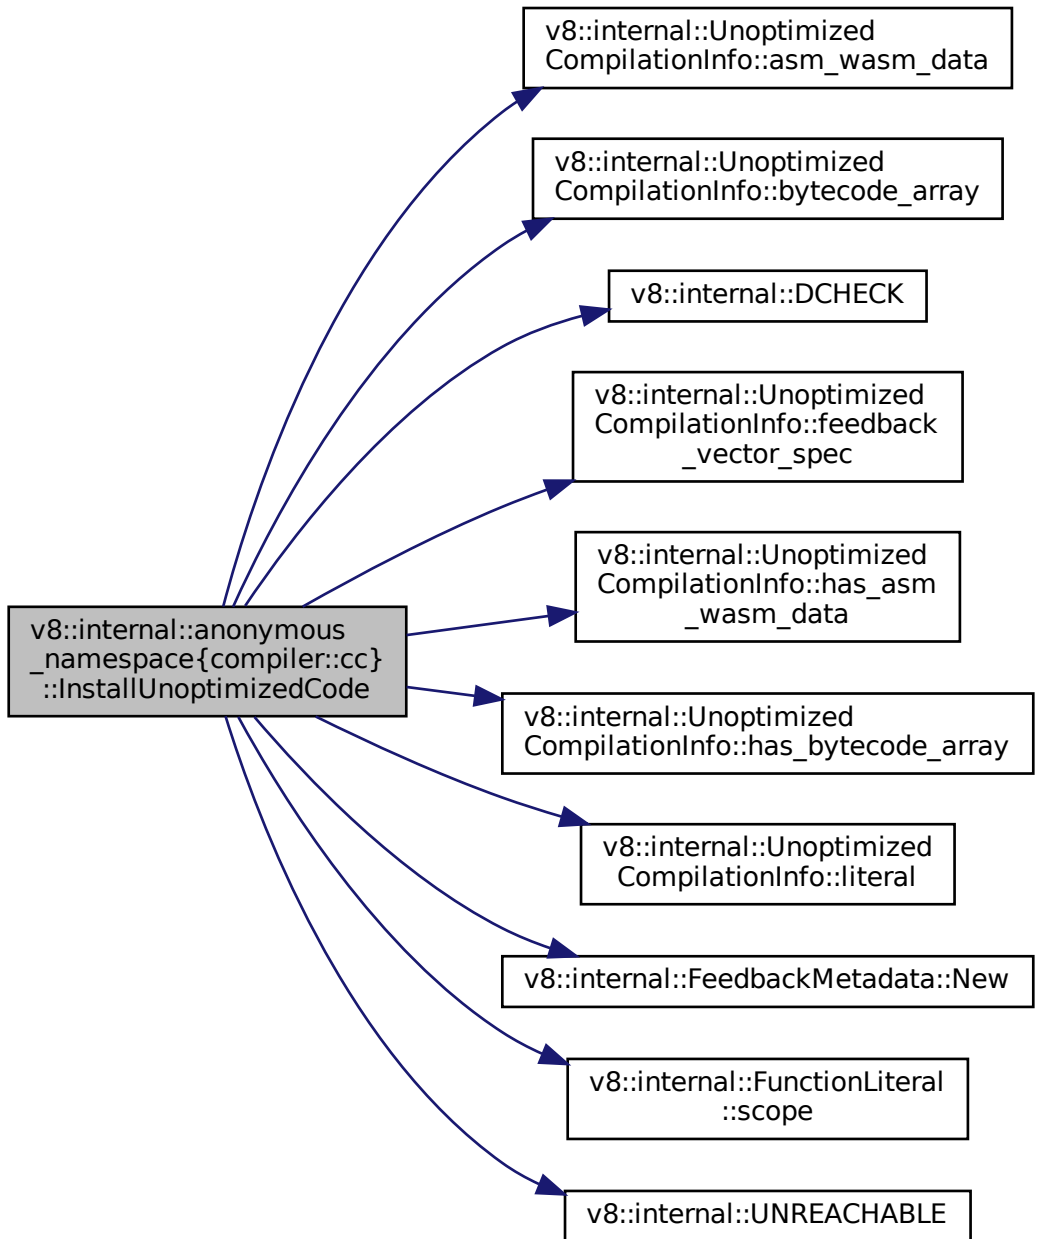 v8::internal::Unoptimized
CompilationInfo::asm_wasm_data
v8::internal::Unoptimized
CompilationInfo::bytecode_array
v8::internal::DCHECK
v8::internal::Unoptimized
CompilationInfo::feedback
_vector_spec
v8::internal::Unoptimized
CompilationInfo::has_asm
_wasm_data
v8::internal::anonymous
_namespace{compiler::cc}
::InstallUnoptimizedCode
v8::internal::Unoptimized
CompilationInfo::has_bytecode_array
v8::internal::Unoptimized
CompilationInfo::literal
v8::internal::FeedbackMetadata::New
v8::internal::FunctionLiteral
::scope
v8::internal::UNREACHABLE